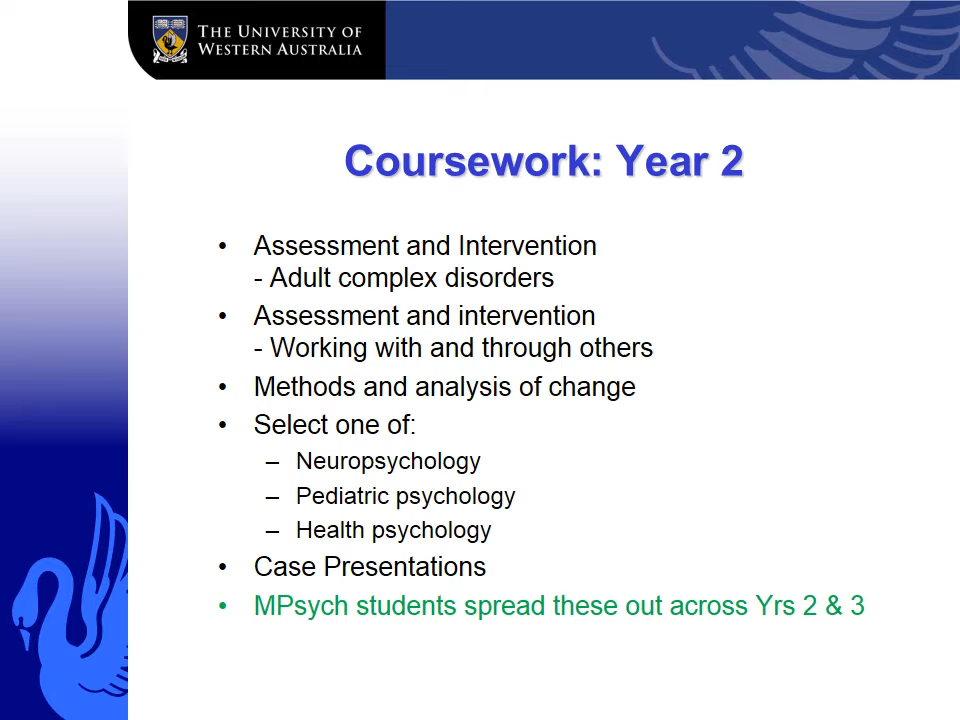 THE UNIVERSITY OF
WESTERN AUSTRALIA
Coursework: Year 2
• Assessment and Intervention
- Adult complex disorders
• Assessment and intervention
- Working with and through others
• Methods and analysis of change
• Select one of:
– Neuropsychology
– Pediatric psychology
– Health psychology
• Case Presentations
• MPsych students spread these out across Yrs 2 & 3